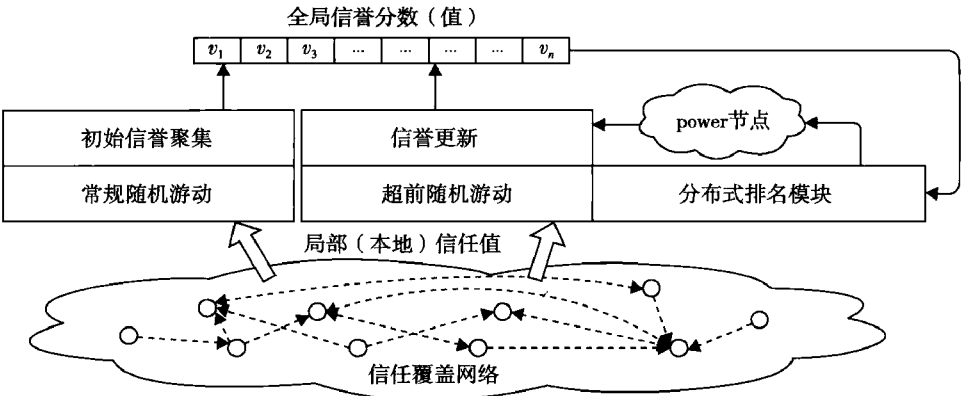 全局信誉分数（值）
v1 v2 v3 ... ... ... ... vn
power节点
初始信誉聚集 信誉更新
常规随机游动 超前随机游动 分布式排名模块
局部（本地）信任值
信任覆盖网络